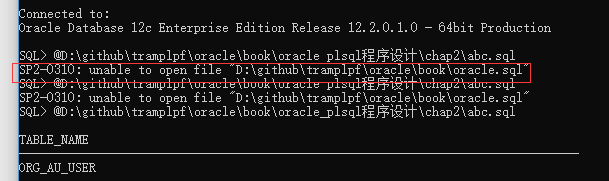 Connected to:
Oracle Database 12c Enterprise Edition Release 12.2.0.1.0 - 64bit Production
SQL> @D:\github\tramplpf\oracle\book\oracle plsql程序设计\chap2\abc.sql
SP2-0310: unable to open file "D:\github\tramplpf\oracle\book\oracle.sql"
SQL> @D:\github\tramplpf\oracle\book\oracle plsql程序设计\chap2\abc.sql
SP2-0310: unable to open file "D:\github\tramplpf\oracle\book\oracle.sql"
SQL> @D:\github\tramplpf\oracle\book\oracle_plsql程序设计\chap2\abc.sql
TABLE_NAME
ORG_AU_USER